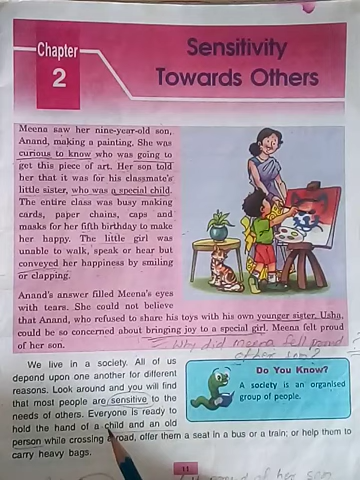 Chapter
2
Sensitivity
Towards Others
Meena saw her nine-year-old son,
Anand, making a painting. She was
curious to know who was going to
get this piece of art. Her son told
her that it was for his classmate's
little sister, who was a special child.
The entire class was busy making
cards, paper chains, caps and
masks for her fifth birthday to make
her happy. The little girl was
unable to walk, speak or hear but
conveyed her happiness by smiling
or clapping.
Anand's answer filled Meena's eyes
with tears. She could not believe
that Anand, who refused to share his toys with his own younger sister, Usha,
could be so concerned about bringing joy to a special girl. Meena felt proud
of her son.
Why did meena fell proud
other son?
We live in a society. All of us
depend upon one another for different
reasons. Look around and you will find
that most people are sensitive to the
needs of others. Everyone is ready to
hold the hand of a child and an old
person while crossing a road, offer them a seat in a bus or a train; or help them to
carry heavy bags.
Do You Know?
A society is an organised
group of people.
11
proud of her son